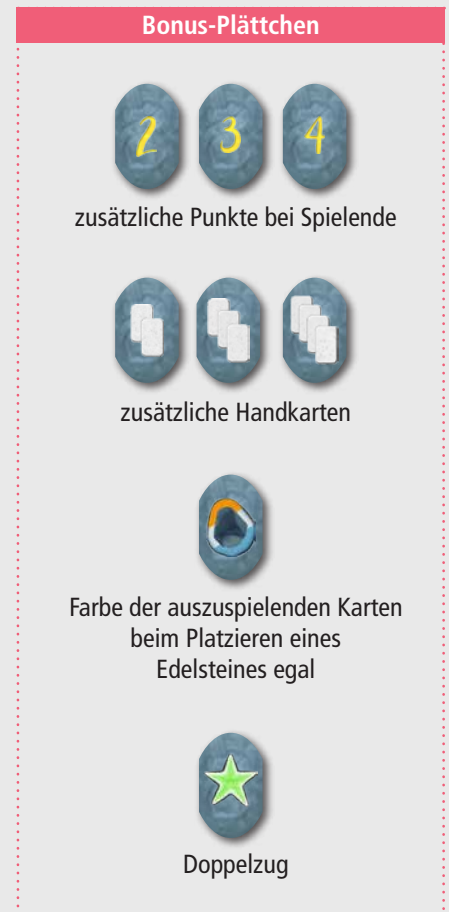 Bonus-Plättchen
2 3 4
zusätzliche Punkte bei Spielende
zusätzliche Handkarten
Farbe der auszuspielenden Karten
beim Platzieren eines
Edelsteines egal
Doppelzug